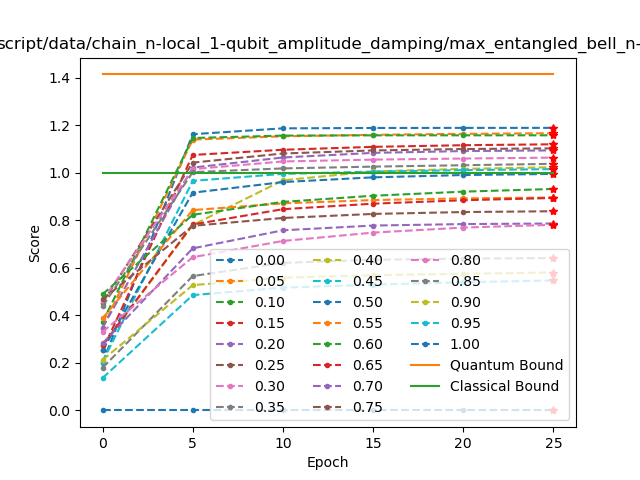 script/data/chain_n-local_1-qubit_amplitude_damping/max_entangled_bell_n-
1.4
1.2
1.0
0.8
0.6
0.4
0.2
0.0
Score
0 5 10 15 20 25
Epoch
0.00 0.40 0.80
0.05 0.45 0.85
0.10 0.50 0.90
0.15 0.55 0.95
0.20 0.60 1.00
0.25 0.65 Quantum Bound
0.30 0.70 Classical Bound
0.35 0.75